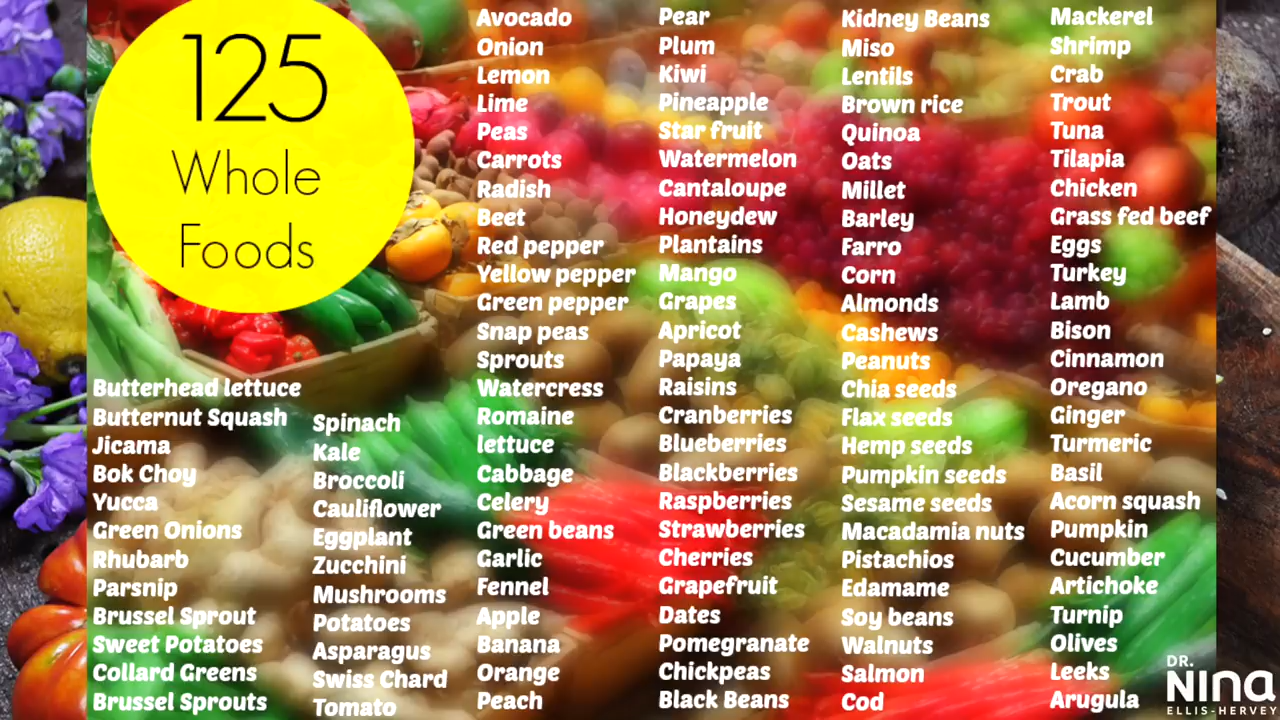 125
Whole
Foods
Butterhead lettuce
Butternut Squash
Jicama
Bok Choy
Yucca
Green Onions
Rhubarb
Parsnip
Brussel Sprout
Sweet Potatoes
Collard Greens
Brussel Sprouts
Spinach
Kale
Broccoli
Cauliflower
Eggplant
Zucchini
Mushrooms
Potatoes
Asparagus
Swiss Chard
Tomato
Avocado
Onion
Lemon
Lime
Peas
Carrots
Radish
Beet
Red pepper
Yellow pepper
Green pepper
Snap peas
Sprouts
Watercress
Romaine
lettuce
Cabbage
Celery
Green beans
Garlic
Fennel
Apple
Banana
Orange
Peach
Pear
Plum
Kiwi
Pineapple
Star fruit
Watermelon
Cantaloupe
Honeydew
Plantains
Mango
Grapes
Apricot
Papaya
Raisins
Cranberries
Blueberries
Blackberries
Raspberries
Strawberries
Cherries
Grapefruit
Dates
Pomegranate
Chickpeas
Black Beans
Kidney Beans
Miso
Lentils
Brown rice
Quinoa
Oats
Millet
Barley
Farro
Corn
Almonds
Cashews
Peanuts
Chia seeds
Flax seeds
Hemp seeds
Pumpkin seeds
Sesame seeds
Macadamia nuts
Pistachios
Edamame
Soy beans
Walnuts
Salmon
Cod
Mackerel
Shrimp
Crab
Trout
Tuna
Tilapia
Chicken
Grass fed beef
Eggs
Turkey
Lamb
Bison
Cinnamon
Oregano
Ginger
Turmeric
Basil
Acorn squash
Pumpkin
Cucumber
Artichoke
Turnip
Olives
Leeks
Arugula
DR.
Nina
ELLIS-HERVEY